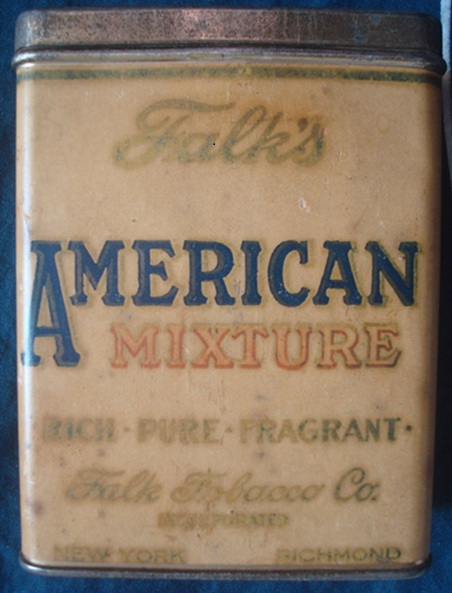 Falk's
AMERICAN
MIXTURE
RICH · PURE · FRAGRANT ·
Falk Tobacco Co.
INCORPORATED
NEW YORK RICHMOND